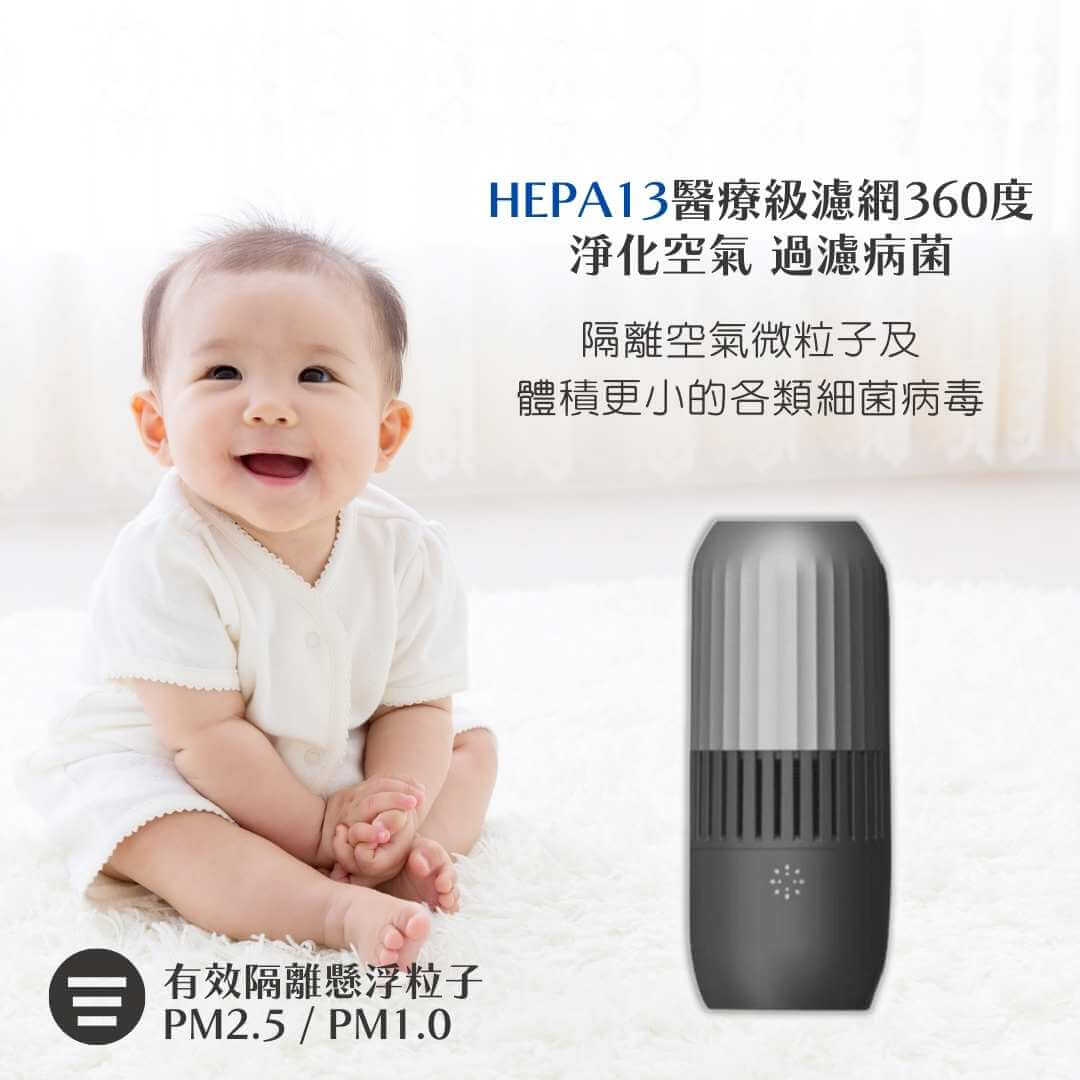 HEPA13醫療級濾網360度
淨化空氣 過濾病菌
隔離空氣微粒子及
體積更小的各類細菌病毒
有效隔離懸浮粒子
PM2.5 / PM1.0